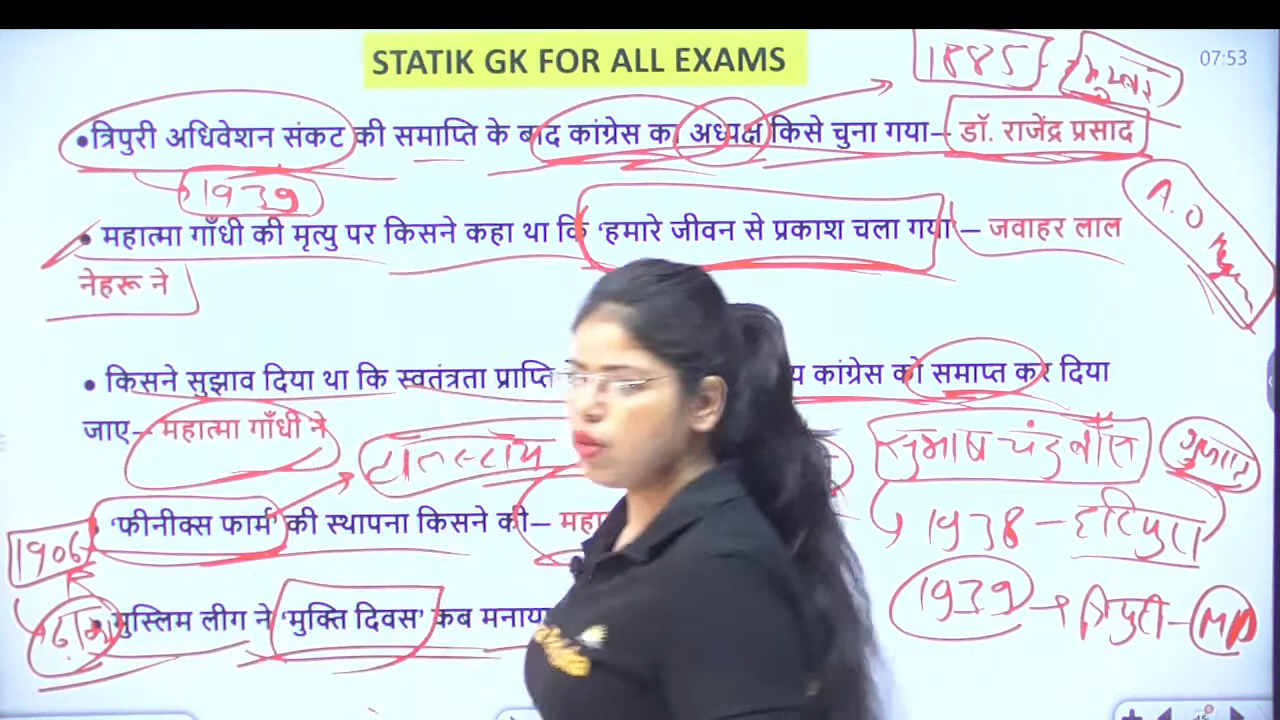 STATIK GK FOR ALL EXAMS
1885 - मुम्बई
07:53
•त्रिपुरी अधिवेशन संकट की समाप्ति के बाद कांग्रेस का अध्यक्ष किसे चुना गया– डॉ. राजेंद्र प्रसाद
1939
A.O
• महात्मा गाँधी की मृत्यु पर किसने कहा था कि 'हमारे जीवन से प्रकाश चला गया' – जवाहर लाल
नेहरू ने
• किसने सुझाव दिया था कि स्वतंत्रता प्राप्ति य कांग्रेस को समाप्त कर दिया
जाए– महात्मा गाँधी ने
टॉलस्टॉय
सुभाष चंद्र बोस
गुजरात
'फीनीक्स फार्म' की स्थापना किसने की– महा
1938 – हरिपुरा
1906
मुस्लिम लीग ने 'मुक्ति दिवस' कब मनाया
1939 → त्रिपुरी – MP